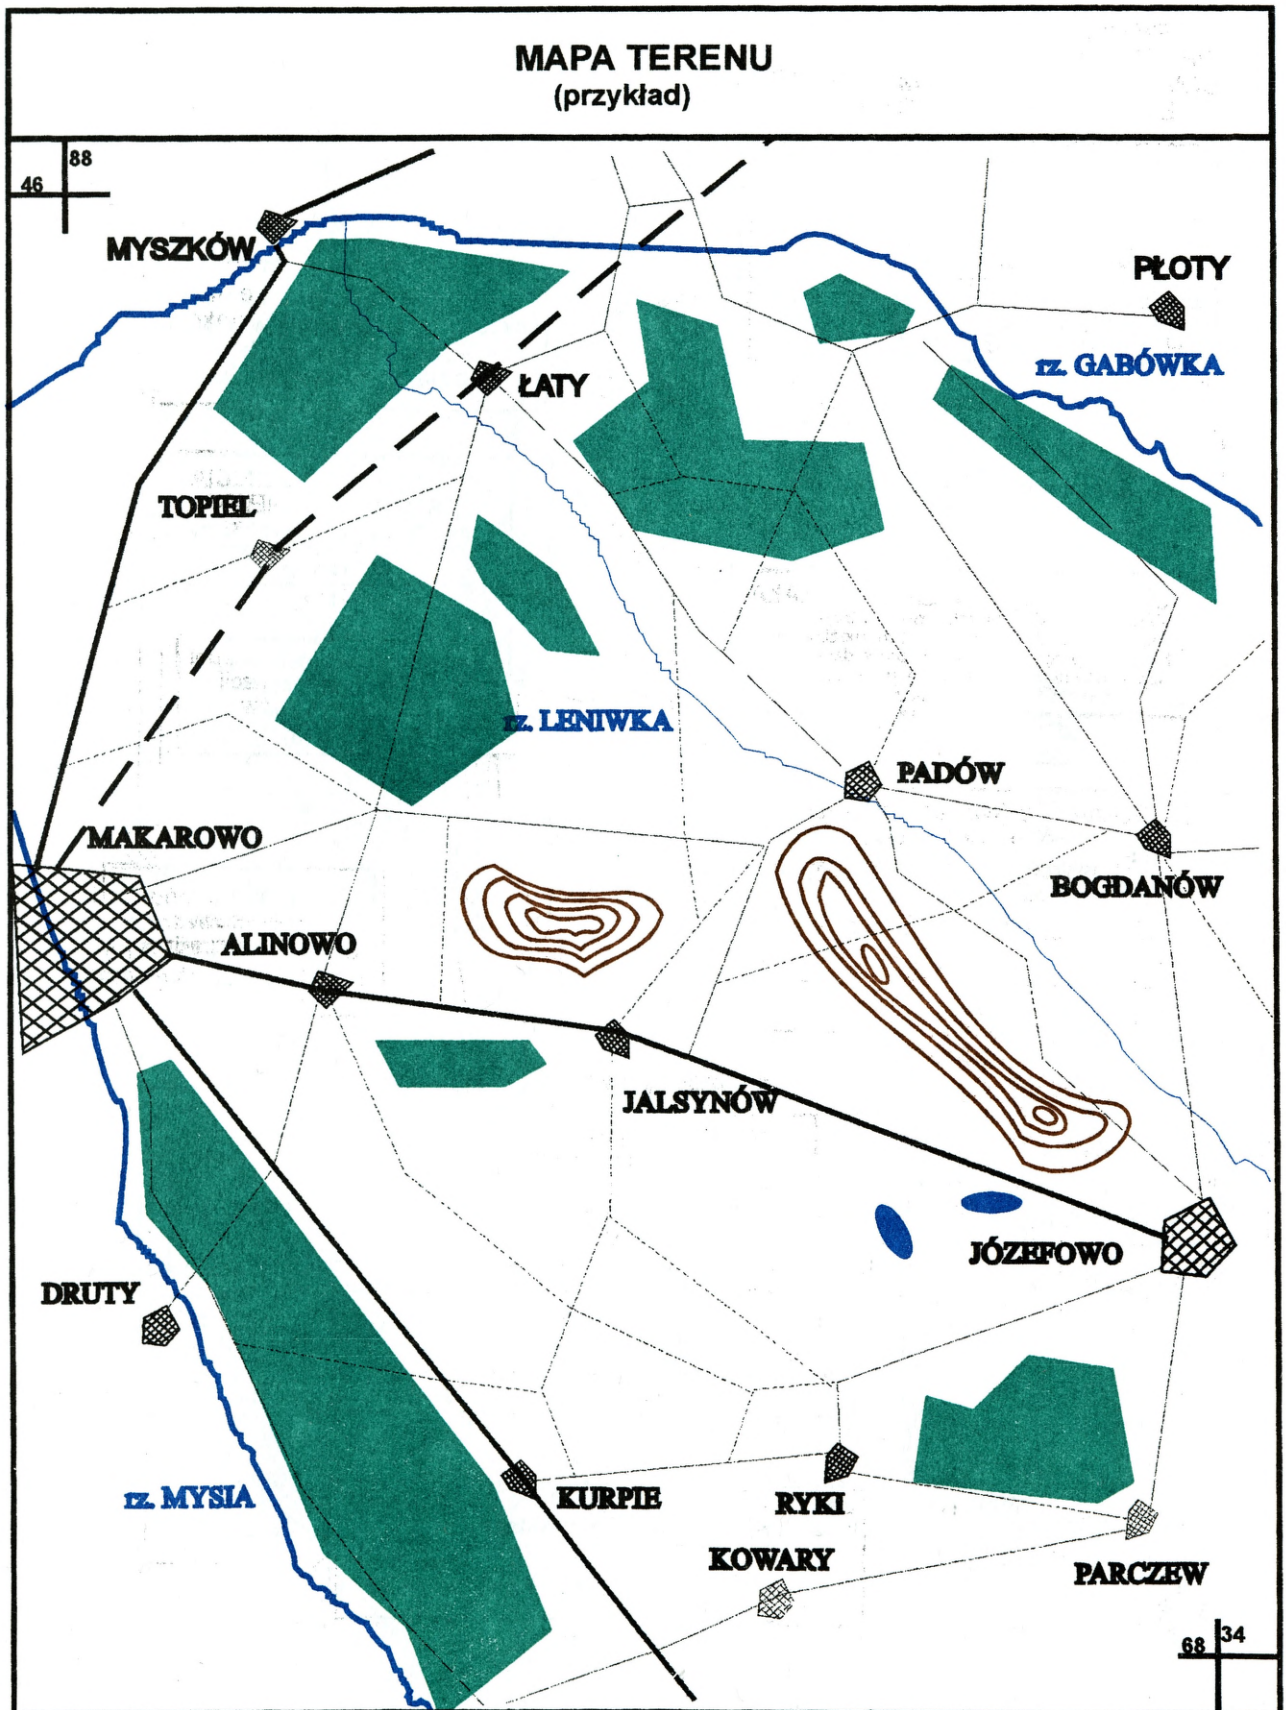 MAPA TERENU
(przykład)
88
46
MYSZKÓW
PŁOTY
rz. GABÓWKA
ŁATY
TOPIEL
rz. LENIWKA
PADÓW
MAKAROWO
BOGDANÓW
ALINOWO
JALSYNÓW
JÓZEFOWO
DRUTY
rz. MYSIA
KURPIE
RYKI
KOWARY
PARCZEW
34
68